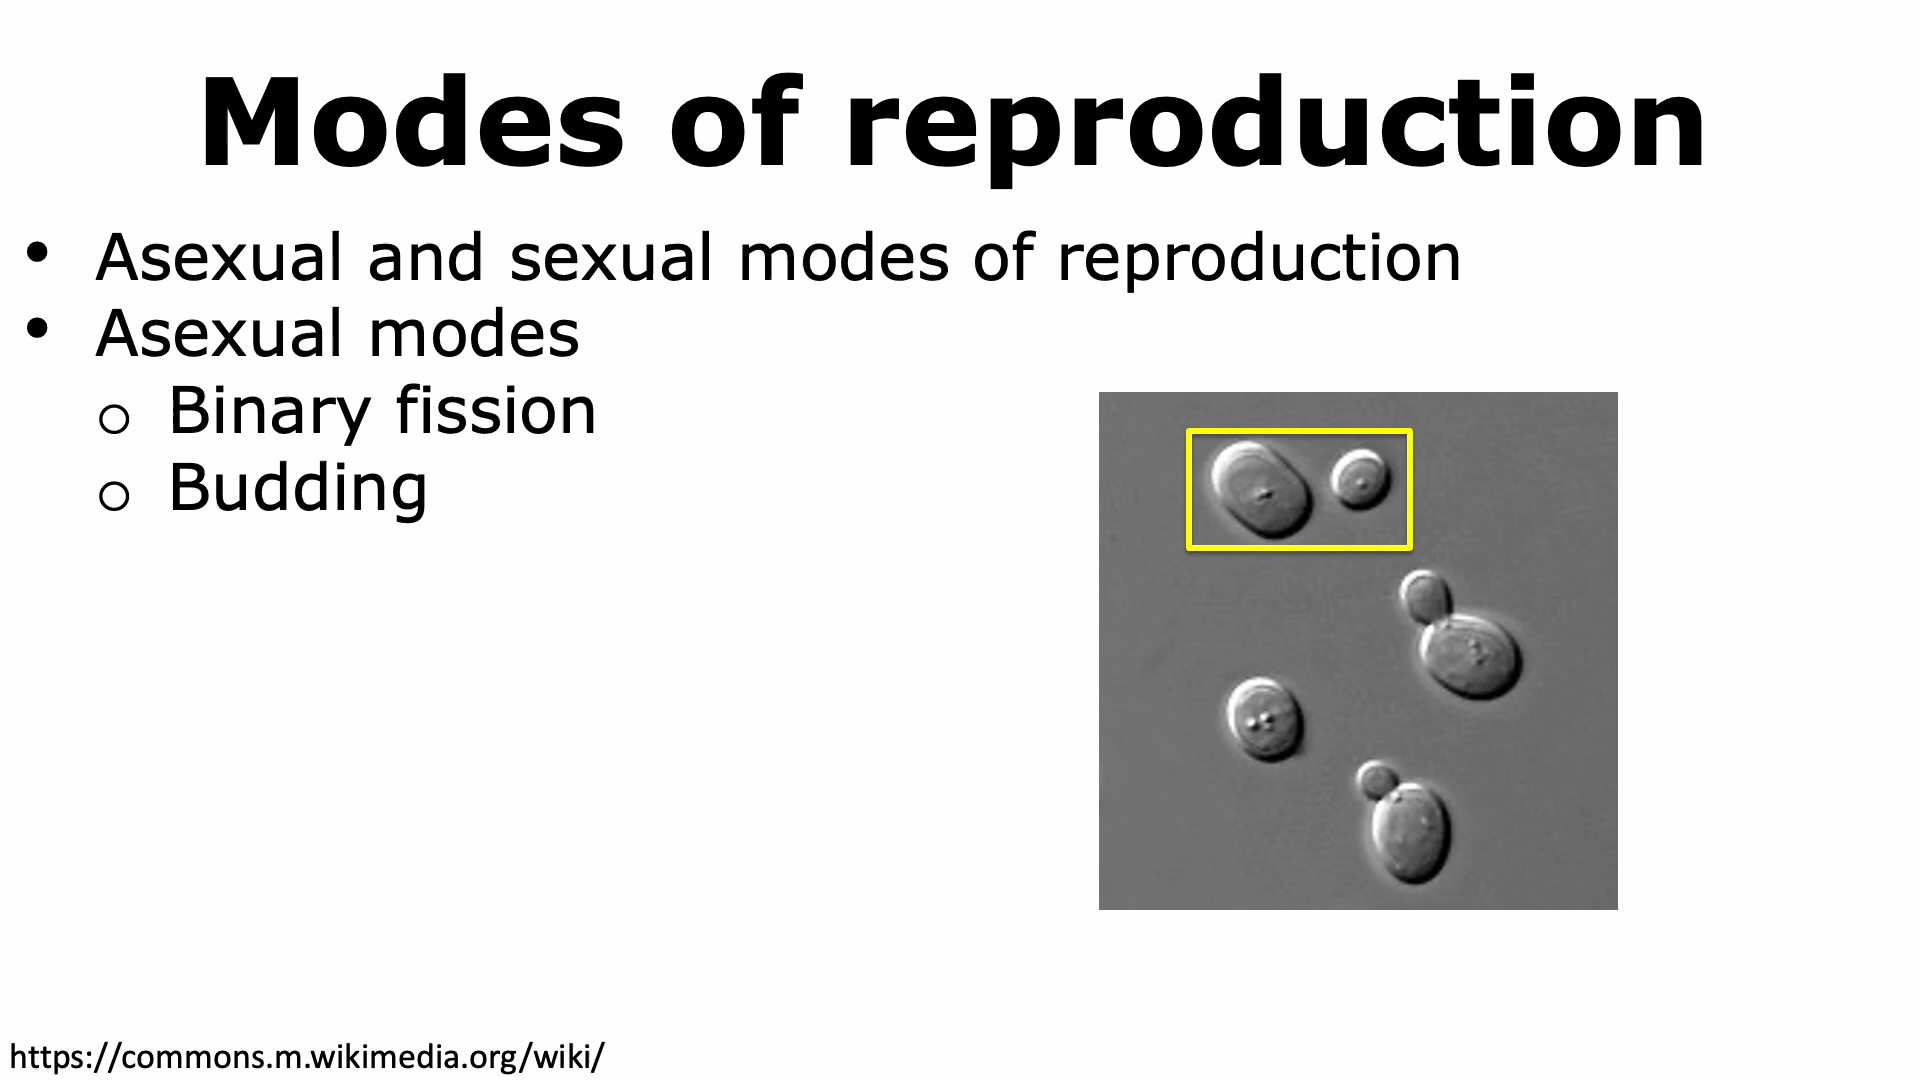 Modes of reproduction
• Asexual and sexual modes of reproduction
• Asexual modes
o Binary fission
o Budding
https://commons.m.wikimedia.org/wiki/